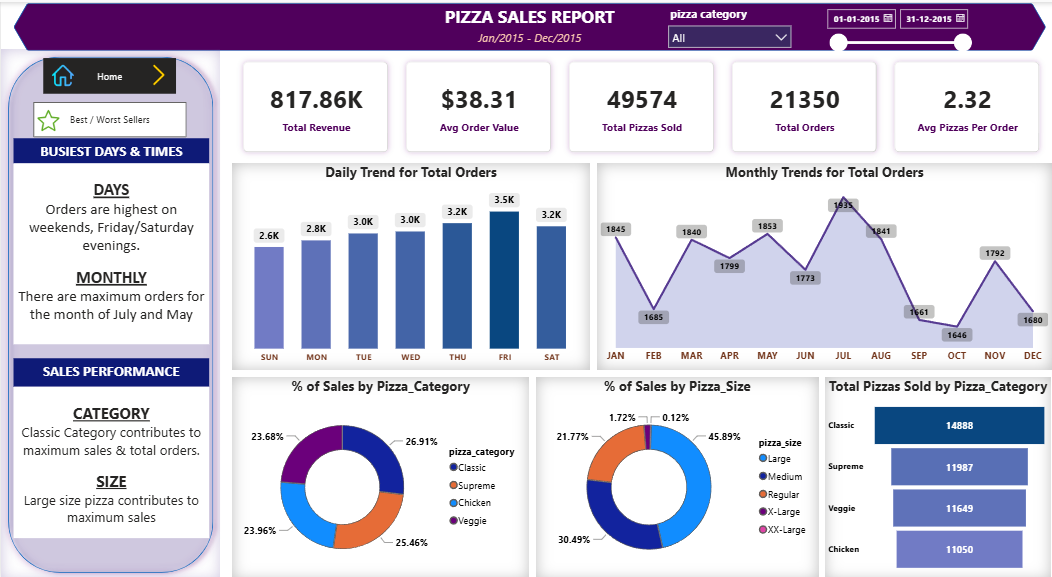 PIZZA SALES REPORT
Jan/2015 - Dec/2015
pizza category
All
01-01-2015
31-12-2015
Home
Best / Worst Sellers
BUSIEST DAYS & TIMES
DAYS
Orders are highest on
weekends, Friday/Saturday
evenings.
MONTHLY
There are maximum orders for
the month of July and May
SALES PERFORMANCE
CATEGORY
Classic Category contributes to
maximum sales & total orders.
SIZE
Large size pizza contributes to
maximum sales
817.86K
Total Revenue
$38.31
Avg Order Value
49574
Total Pizzas Sold
21350
Total Orders
2.32
Avg Pizzas Per Order
Daily Trend for Total Orders
2.6K
2.8K
3.0K
3.0K
3.2K
3.5K
3.2K
SUN MON TUE WED THU FRI SAT
Monthly Trends for Total Orders
1845
1685
1840
1799
1853
1773
1935
1841
1661
1646
1792
1680
JAN FEB MAR APR MAY JUN JUL AUG SEP OCT NOV DEC
% of Sales by Pizza_Category
23.68%
26.91%
23.96%
25.46%
pizza_category
Classic
Supreme
Chicken
Veggie
% of Sales by Pizza_Size
1.72%
0.12%
21.77%
45.89%
30.49%
pizza_size
Large
Medium
Regular
X-Large
XX-Large
Total Pizzas Sold by Pizza_Category
Classic 14888
Supreme 11987
Veggie 11649
Chicken 11050